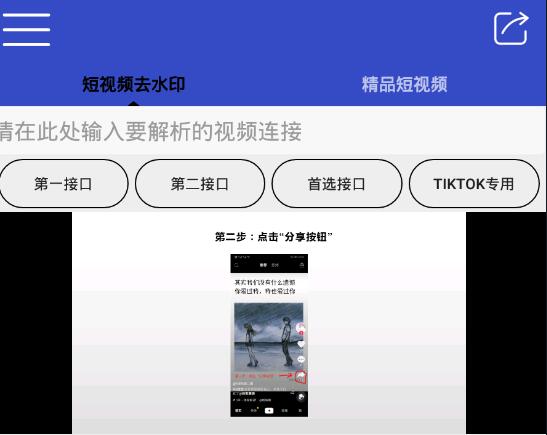 短视频去水印
精品短视频
请在此处输入要解析的视频连接
第一接口
第二接口
首选接口
TIKTOK专用
第二步：点击“分享按钮”
其实我们没有什么遗憾
你爱过我，我也爱过你